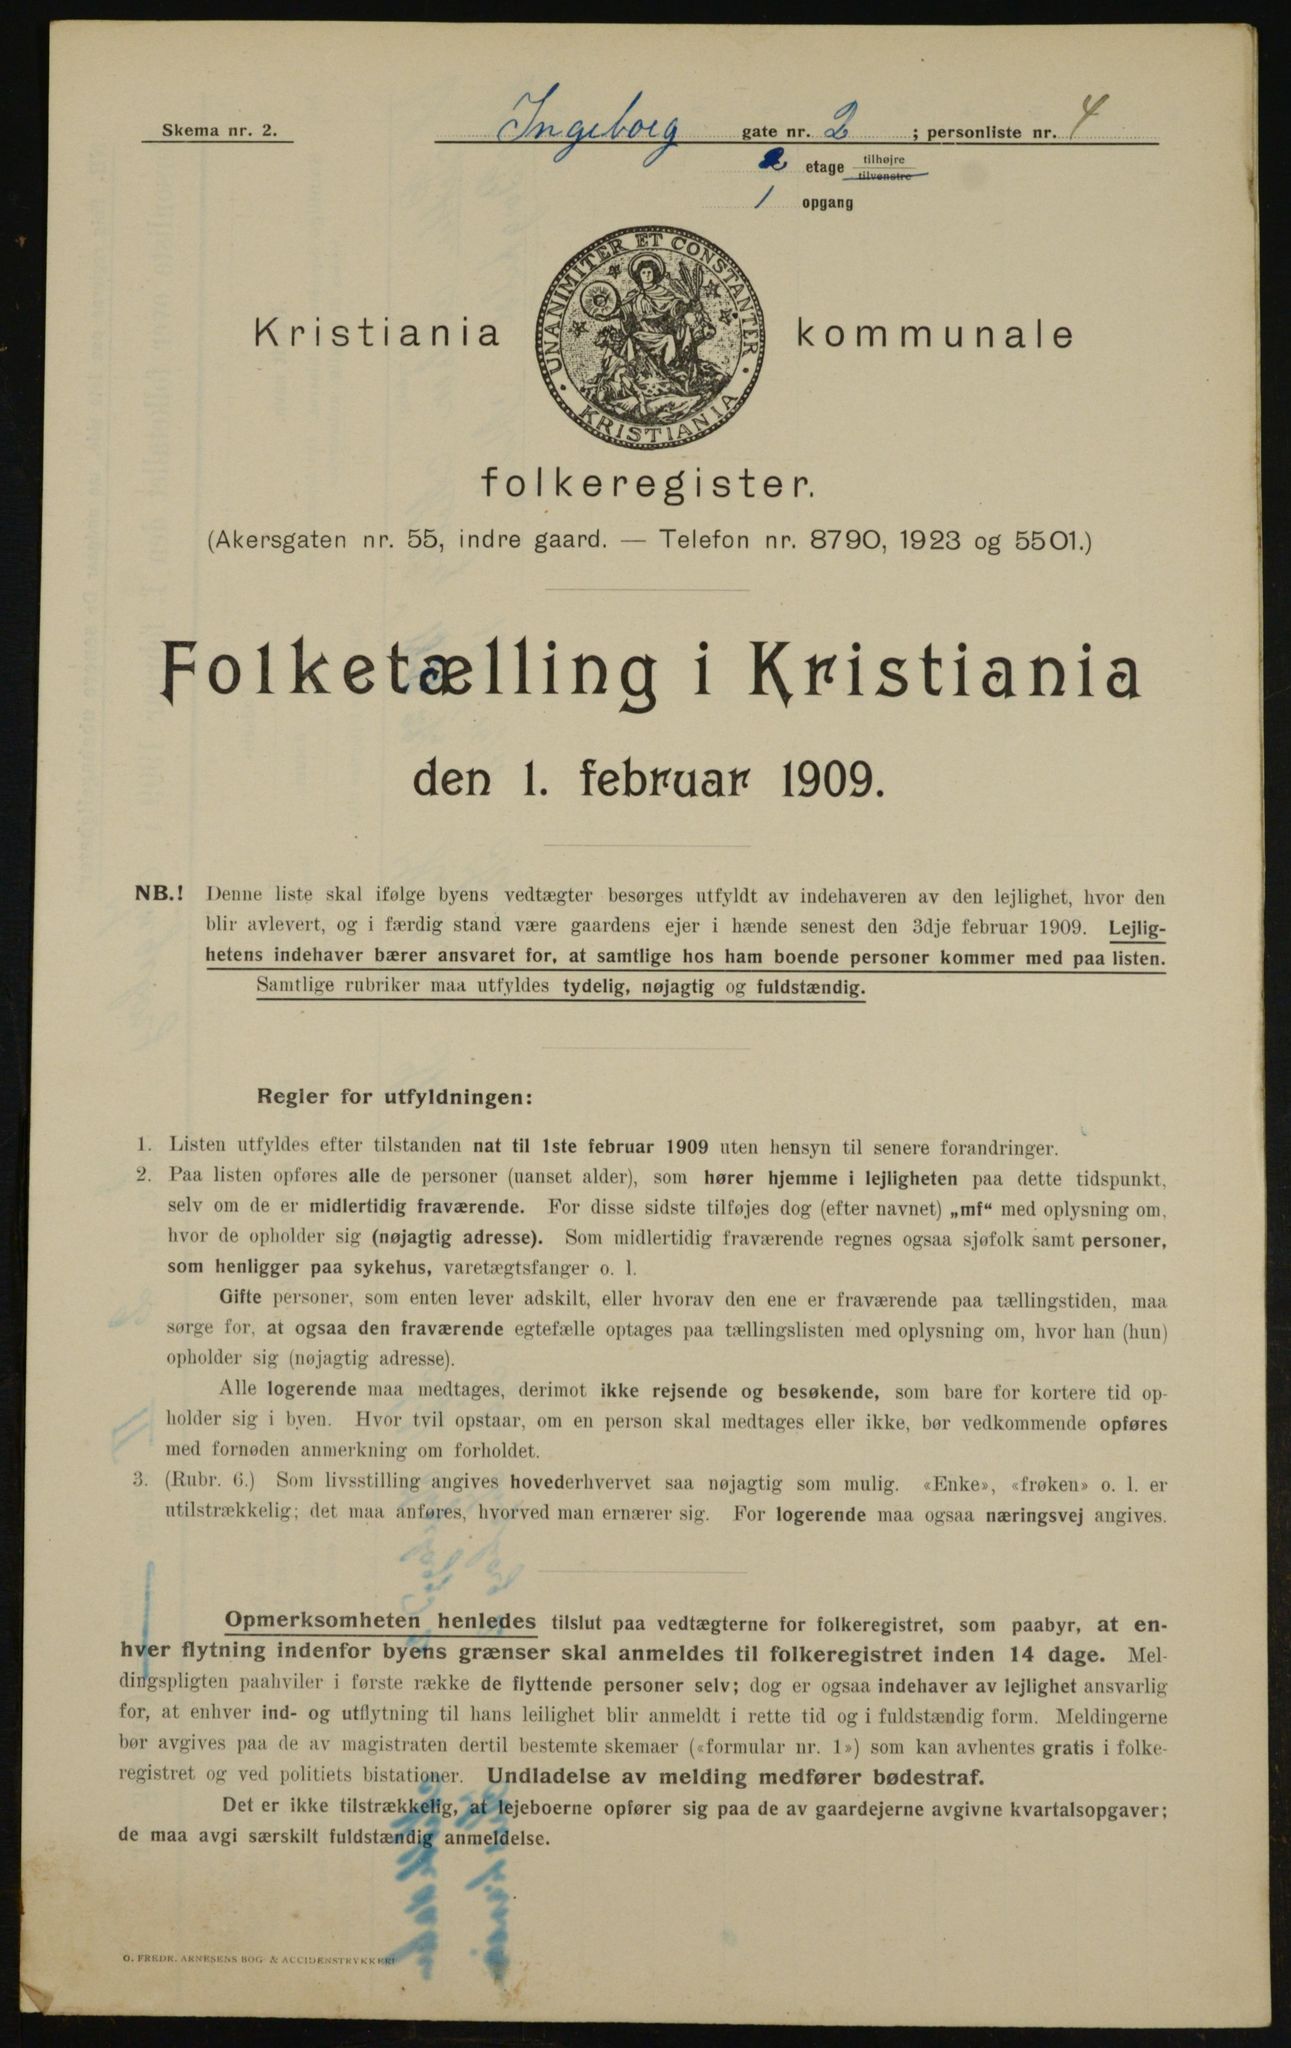 Skema nr. 2.
Ingeborg gate nr. 2 ; personliste nr. 4
2 etage tilhøjre
tilvenstre
1 opgang
UNANIMITER ET CONSTANTER
KRISTIANIA
Kristiania kommunale
folkeregister.
(Akersgaten nr. 55, indre gaard. — Telefon nr. 8790, 1923 og 5501.)
Folketælling i Kristiania
den 1. februar 1909.
NB.! Denne liste skal ifølge byens vedtægter besørges utfyldt av indehaveren av den lejlighet, hvor den
blir avlevert, og i færdig stand være gaardens ejer i hænde senest den 3dje februar 1909. Lejlig-
hetens indehaver bærer ansvaret for, at samtlige hos ham boende personer kommer med paa listen.
Samtlige rubriker maa utfyldes tydelig, nøjagtig og fuldstændig.
Regler for utfyldningen:
1. Listen utfyldes efter tilstanden nat til 1ste februar 1909 uten hensyn til senere forandringer.
2. Paa listen opføres alle de personer (uanset alder), som hører hjemme i lejligheten paa dette tidspunkt,
selv om de er midlertidig fraværende. For disse sidste tilføjes dog (efter navnet) „mf“ med oplysning om,
hvor de opholder sig (nøjagtig adresse). Som midlertidig fraværende regnes ogsaa sjøfolk samt personer,
som henligger paa sykehus, varetægtsfanger o. l.
Gifte personer, som enten lever adskilt, eller hvorav den ene er fraværende paa tællingstiden, maa
sørge for, at ogsaa den fraværende egtefælle optages paa tællingslisten med oplysning om, hvor han (hun)
opholder sig (nøjagtig adresse).
Alle logerende maa medtages, derimot ikke rejsende og besøkende, som bare for kortere tid op-
holder sig i byen. Hvor tvil opstaar, om en person skal medtages eller ikke, bør vedkommende opføres
med fornøden anmerkning om forholdet.
3. (Rubr. 6.) Som livsstilling angives hovederhvervet saa nøjagtig som mulig. «Enke», «frøken» o. l. er
utilstrækkelig; det maa anføres, hvorved man ernærer sig. For logerende maa ogsaa næringsvej angives.
Opmerksomheten henledes tilslut paa vedtægterne for folkeregistret, som paabyr, at en-
hver flytning indenfor byens grænser skal anmeldes til folkeregistret inden 14 dage. Mel-
dingspligten paahviler i første række de flyttende personer selv; dog er ogsaa indehaver av lejlighet ansvarlig
for, at enhver ind- og utflytning til hans leilighet blir anmeldt i rette tid og i fuldstændig form. Meldingerne
bør avgives paa de av magistraten dertil bestemte skemaer («formular nr. 1») som kan avhentes gratis i folke-
registret og ved politiets bistationer. Undladelse av melding medfører bødestraf.
Det er ikke tilstrækkelig, at lejeboerne opfører sig paa de av gaardejerne avgivne kvartalsopgaver;
de maa avgi særskilt fuldstændig anmeldelse.
O. FREDR. ARNESENS BOG- & ACCIDENSTRYKKERI